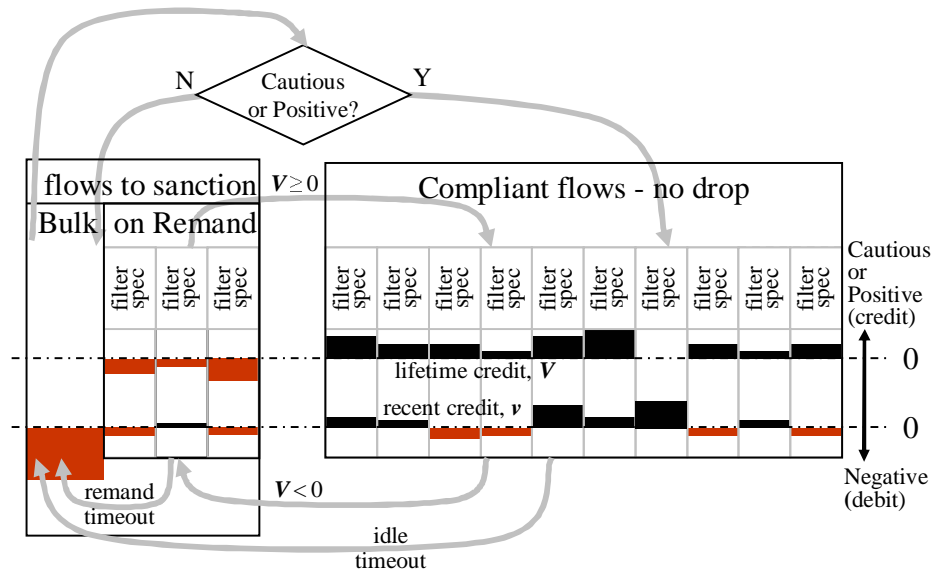 N
Cautious
or Positive?
Y
flows to sanction
V ≥ 0
Compliant flows - no drop
Bulk
on Remand
filter
spec
filter
spec
filter
spec
filter
spec
filter
spec
filter
spec
filter
spec
filter
spec
filter
spec
filter
spec
filter
spec
filter
spec
filter
spec
Cautious
or
Positive
(credit)
lifetime credit, V
0
recent credit, v
0
Negative
(debit)
remand
timeout
V < 0
idle
timeout